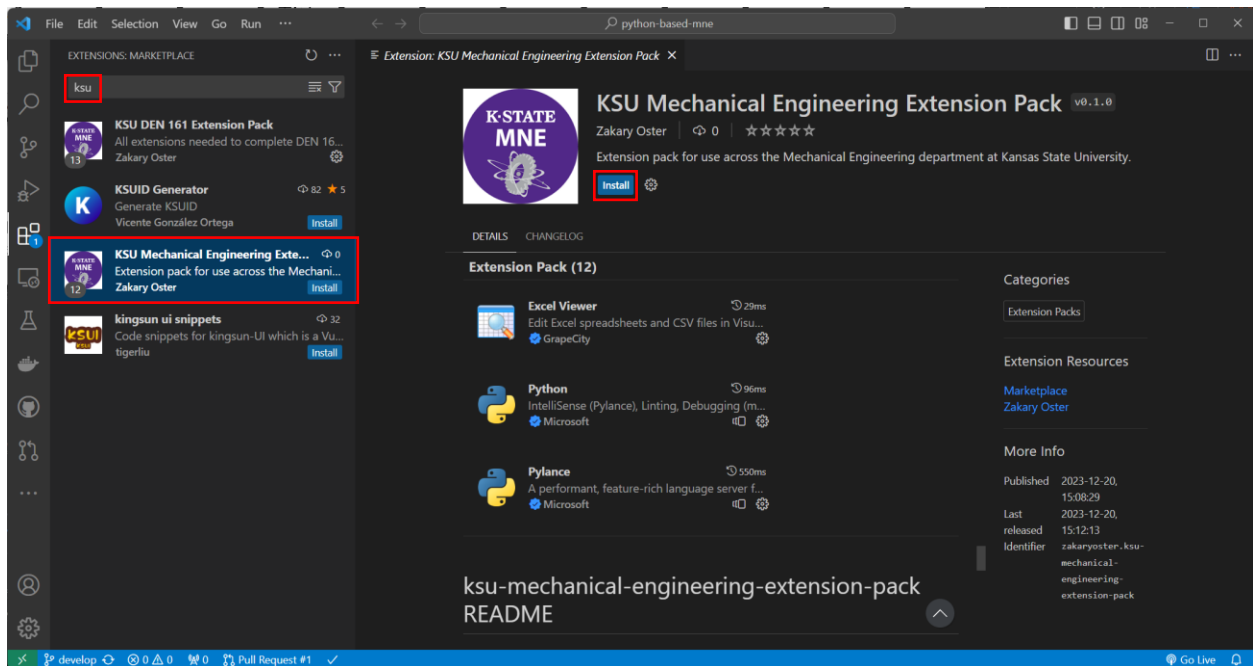 File Edit Selection View Go Run ···
python-based-mne
EXTENSIONS: MARKETPLACE
ksu
K-STATE
MNE
13
KSU DEN 161 Extension Pack
All extensions needed to complete DEN 16...
Zakary Oster
K
KSUID Generator 82 ★ 5
Generate KSUID
Vicente González Ortega Install
1
K-STATE
MNE
12
KSU Mechanical Engineering Exte... 0
Extension pack for use across the Mechani...
Zakary Oster Install
KSUI
kingsun ui snippets 32
Code snippets for kingsun-UI which is a Vu...
tigerliu Install
Extension: KSU Mechanical Engineering Extension Pack
K·STATE
MNE
KSU Mechanical Engineering Extension Pack v0.1.0
Zakary Oster 0
Extension pack for use across the Mechanical Engineering department at Kansas State University.
Install
DETAILS CHANGELOG
Extension Pack (12)
Excel Viewer 29ms
Edit Excel spreadsheets and CSV files in Visu...
GrapeCity
Python 96ms
IntelliSense (Pylance), Linting, Debugging (m...
Microsoft
Pylance 550ms
A performant, feature-rich language server f...
Microsoft
ksu-mechanical-engineering-extension-pack
README
Categories
Extension Packs
Extension Resources
Marketplace
Zakary Oster
More Info
Published 2023-12-20,
15:08:29
Last 2023-12-20,
released 15:12:13
Identifier zakaryoster.ksu-
mechanical-
engineering-
extension-pack
develop 0 0 0 Pull Request #1 Go Live